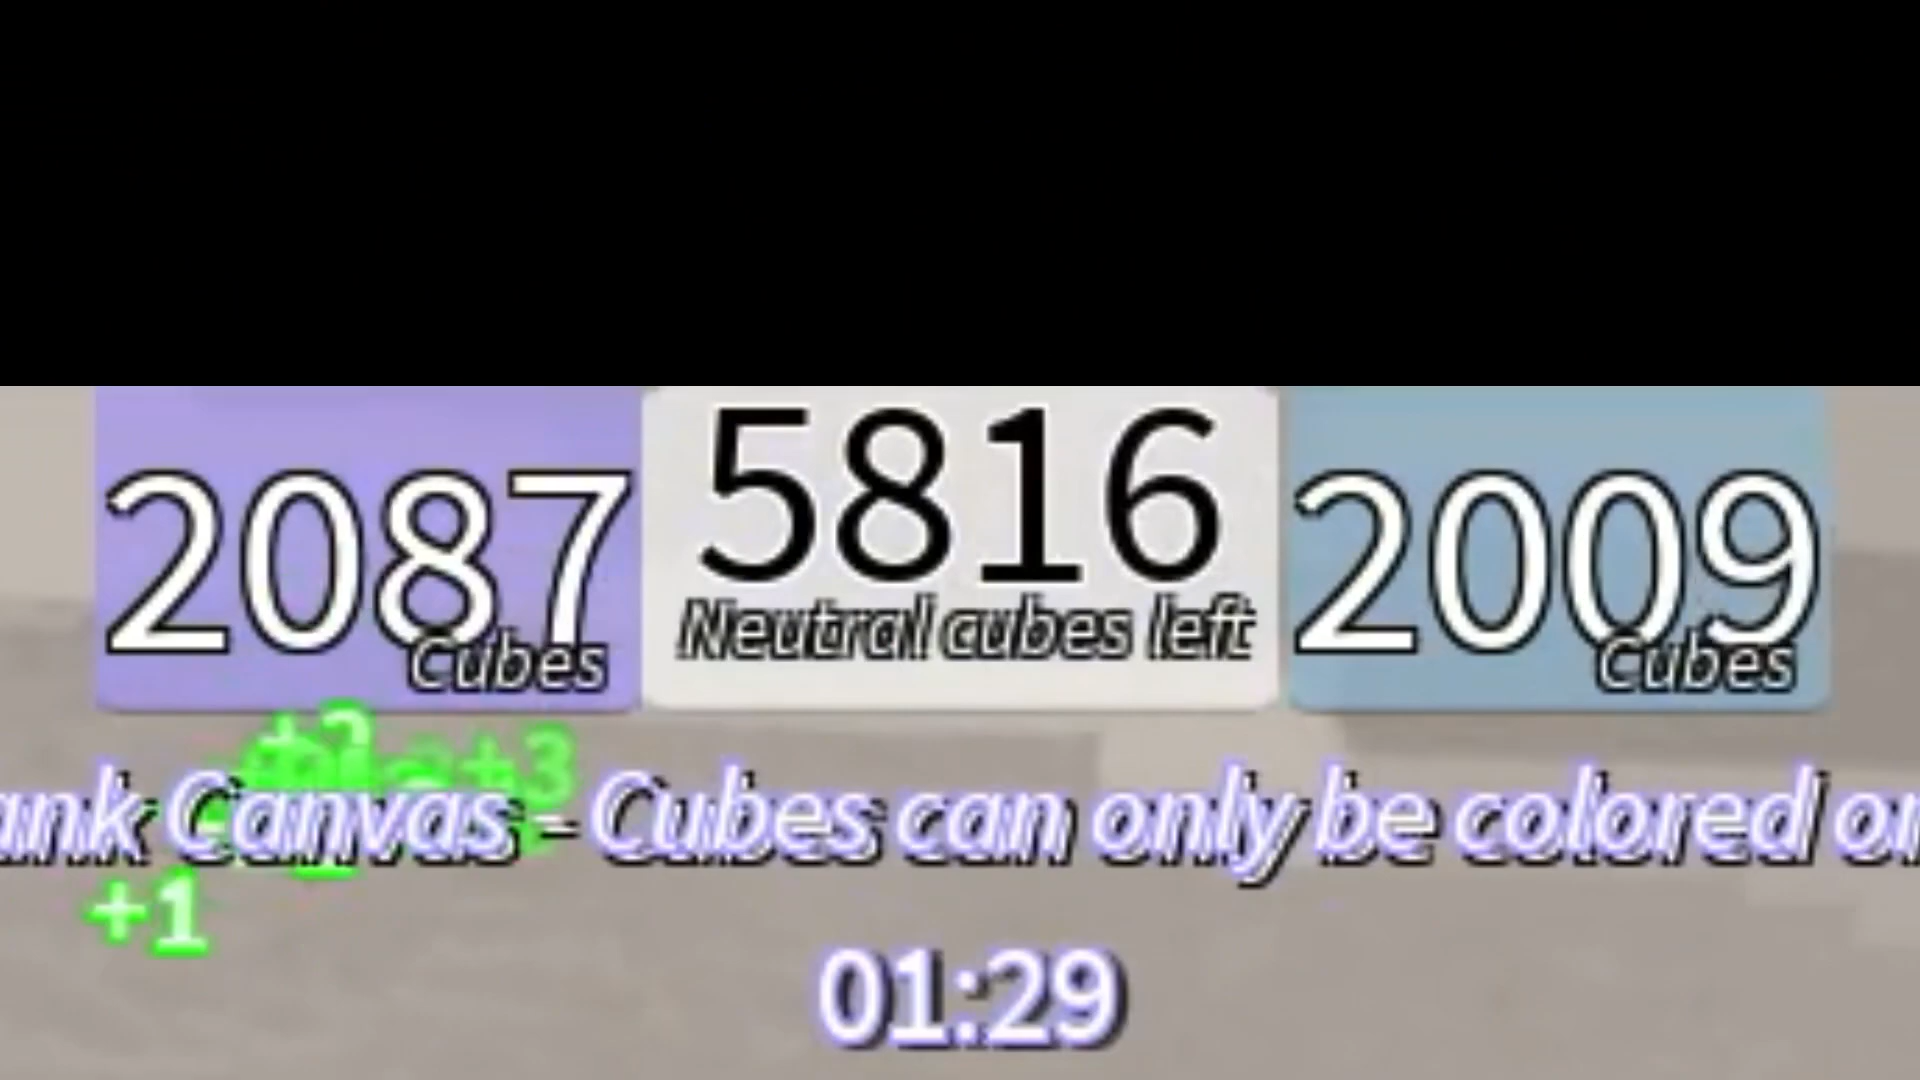 2087 5816 2009
Cubes Neutral cubes left Cubes
+3
ank Canvas - Cubes can only be colored on
+1
01:29